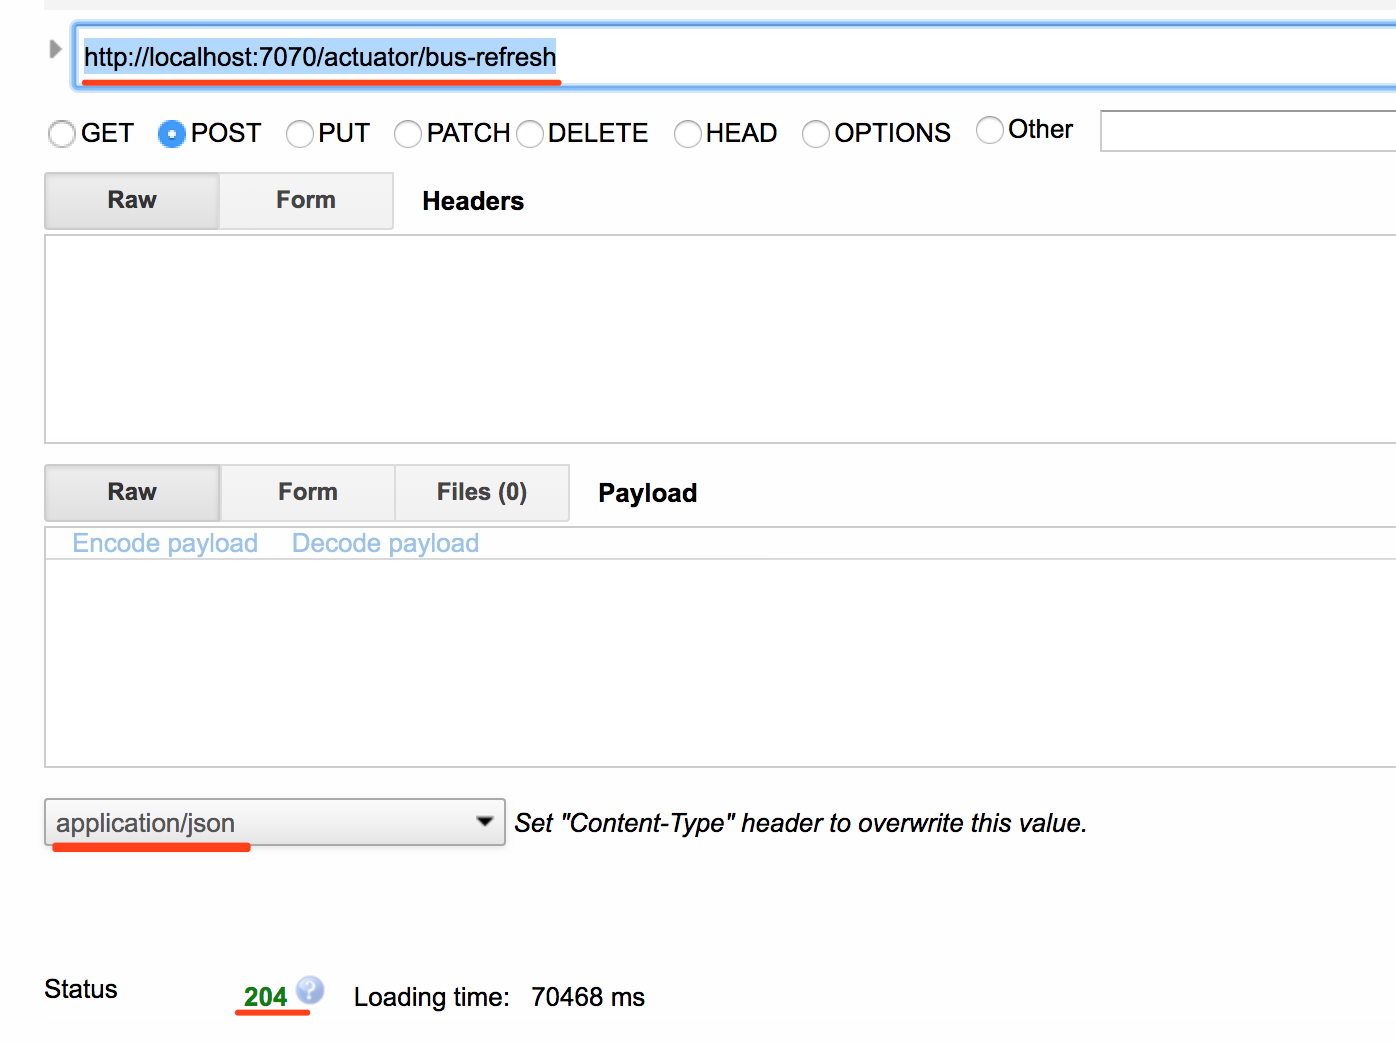 http://localhost:7070/actuator/bus-refresh
GET POST PUT PATCH DELETE HEAD OPTIONS Other
Raw Form Headers
Raw Form Files (0) Payload
Encode payload Decode payload
application/json Set "Content-Type" header to overwrite this value.
Status 204 ? Loading time: 70468 ms